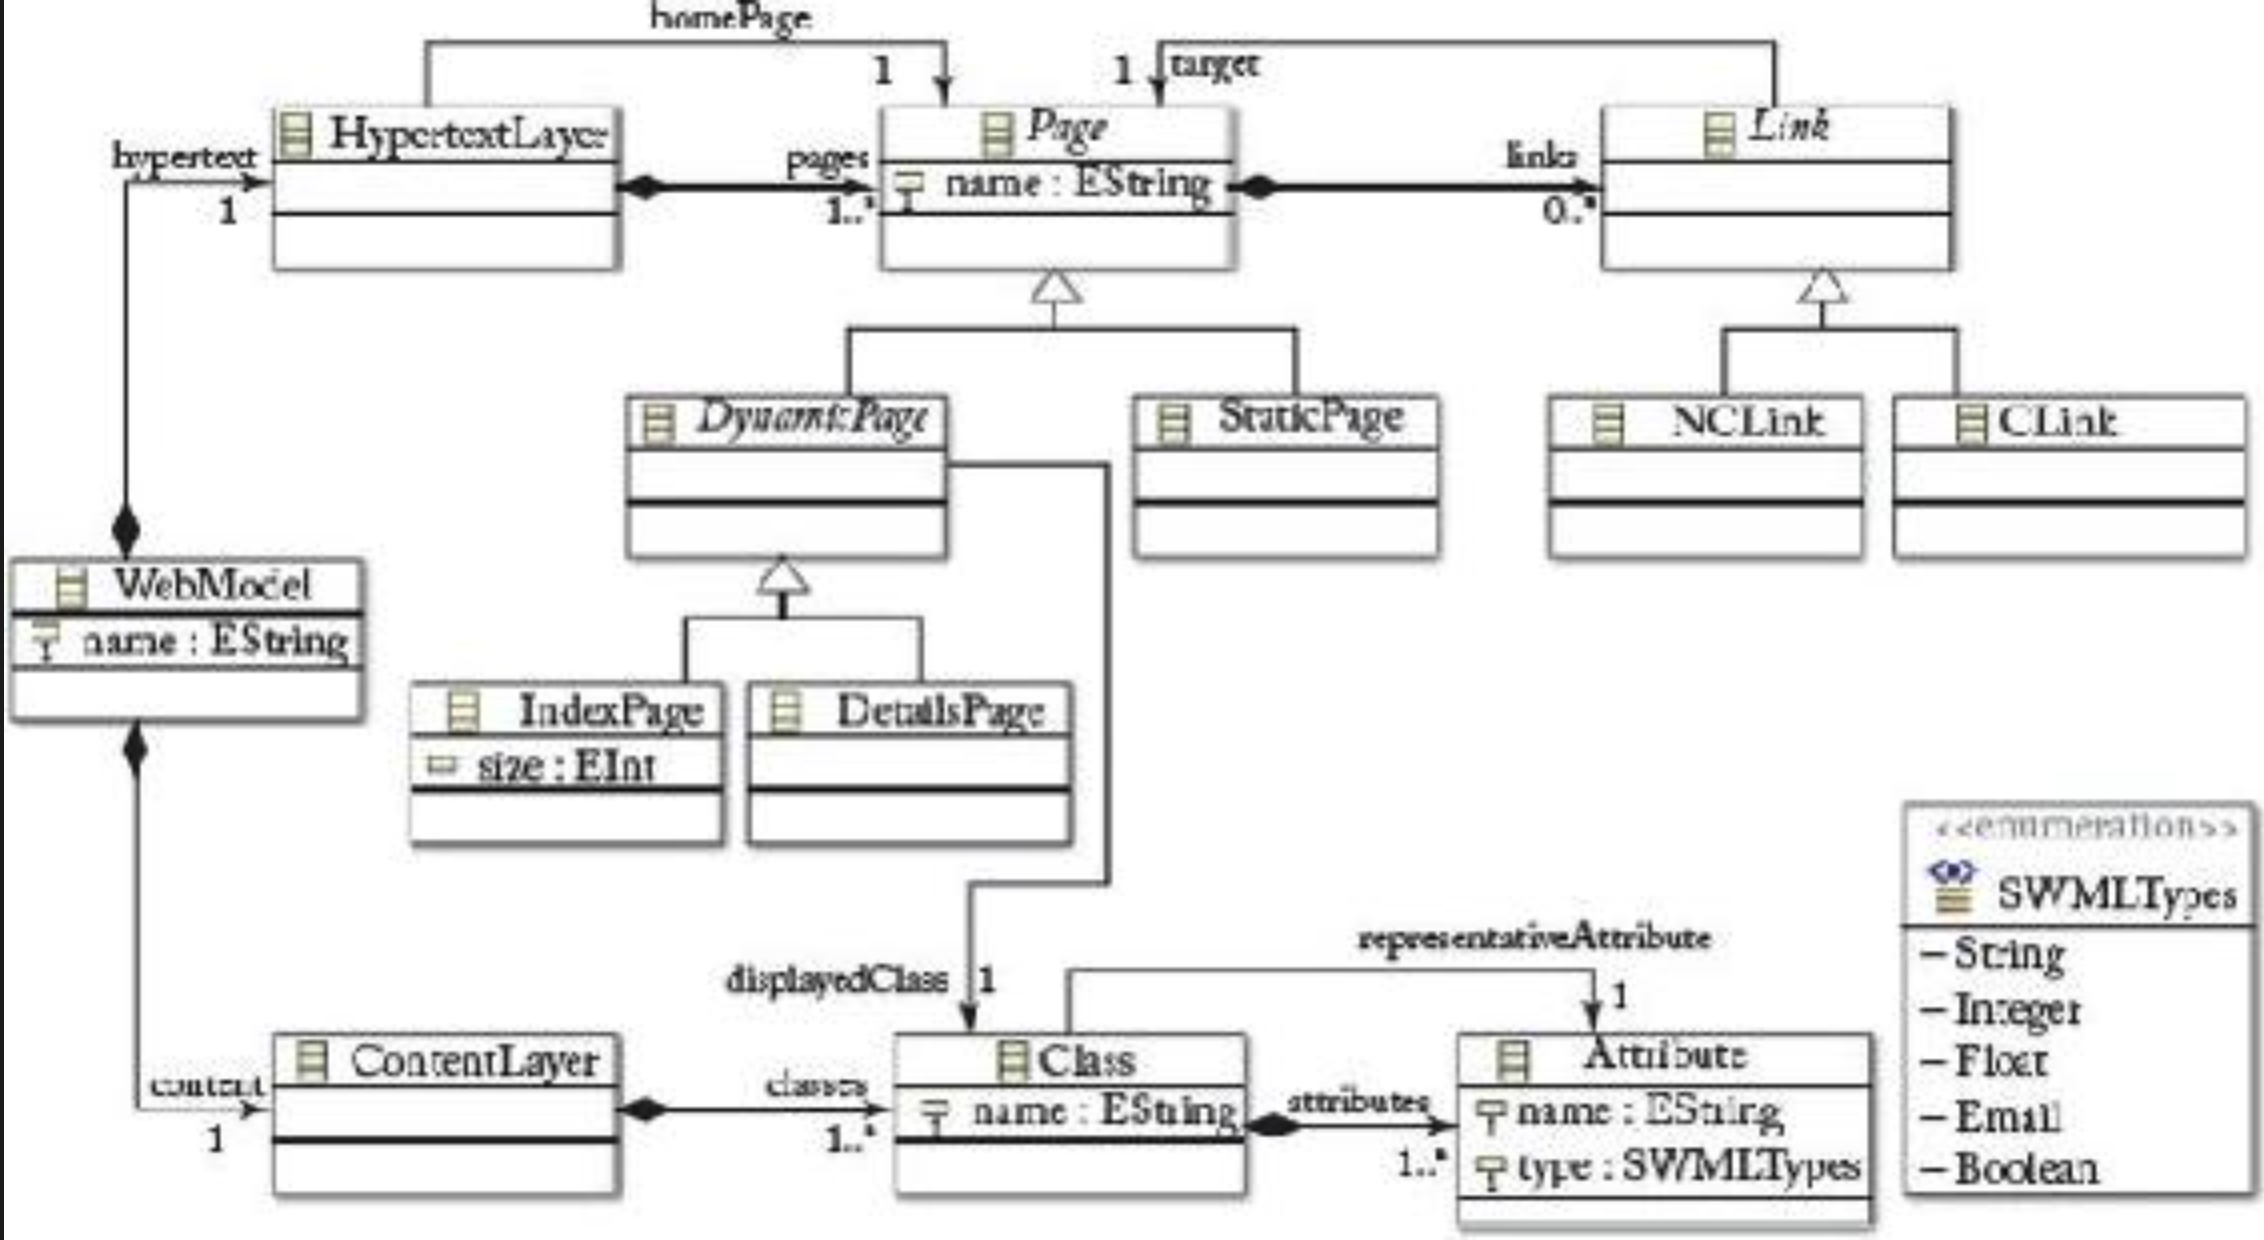 homePage
1
1
target
HypertextLayer
Page
Link
hypertext
1
pages
1..*
name : EString
links
0..*
DynamicPage
StaticPage
NCLink
CLink
WebModel
name : EString
IndexPage
size : EInt
DetailsPage
<<enumeration>>
SWMLTypes
– String
– Integer
– Float
– Email
– Boolean
representativeAttribute
1
displayedClass
1
ContentLayer
Class
Attribute
content
1
classes
1..*
name : EString
attributes
1..*
name : EString
type : SWMLTypes